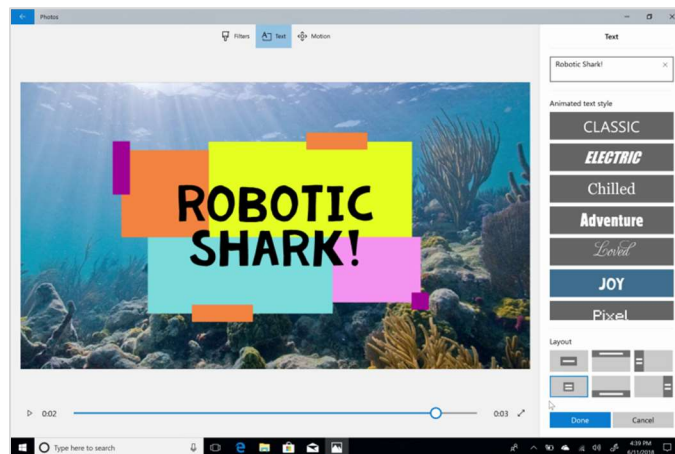 Photos
Filters
Text
Motion
Text
Robotic Shark!
Animated text style
CLASSIC
ELECTRIC
Chilled
Adventure
Loved
JOY
Pixel
ROBOTIC
SHARK!
Layout
0:02
0:03
Done
Cancel
Type here to search
4:39 PM
6/11/2018